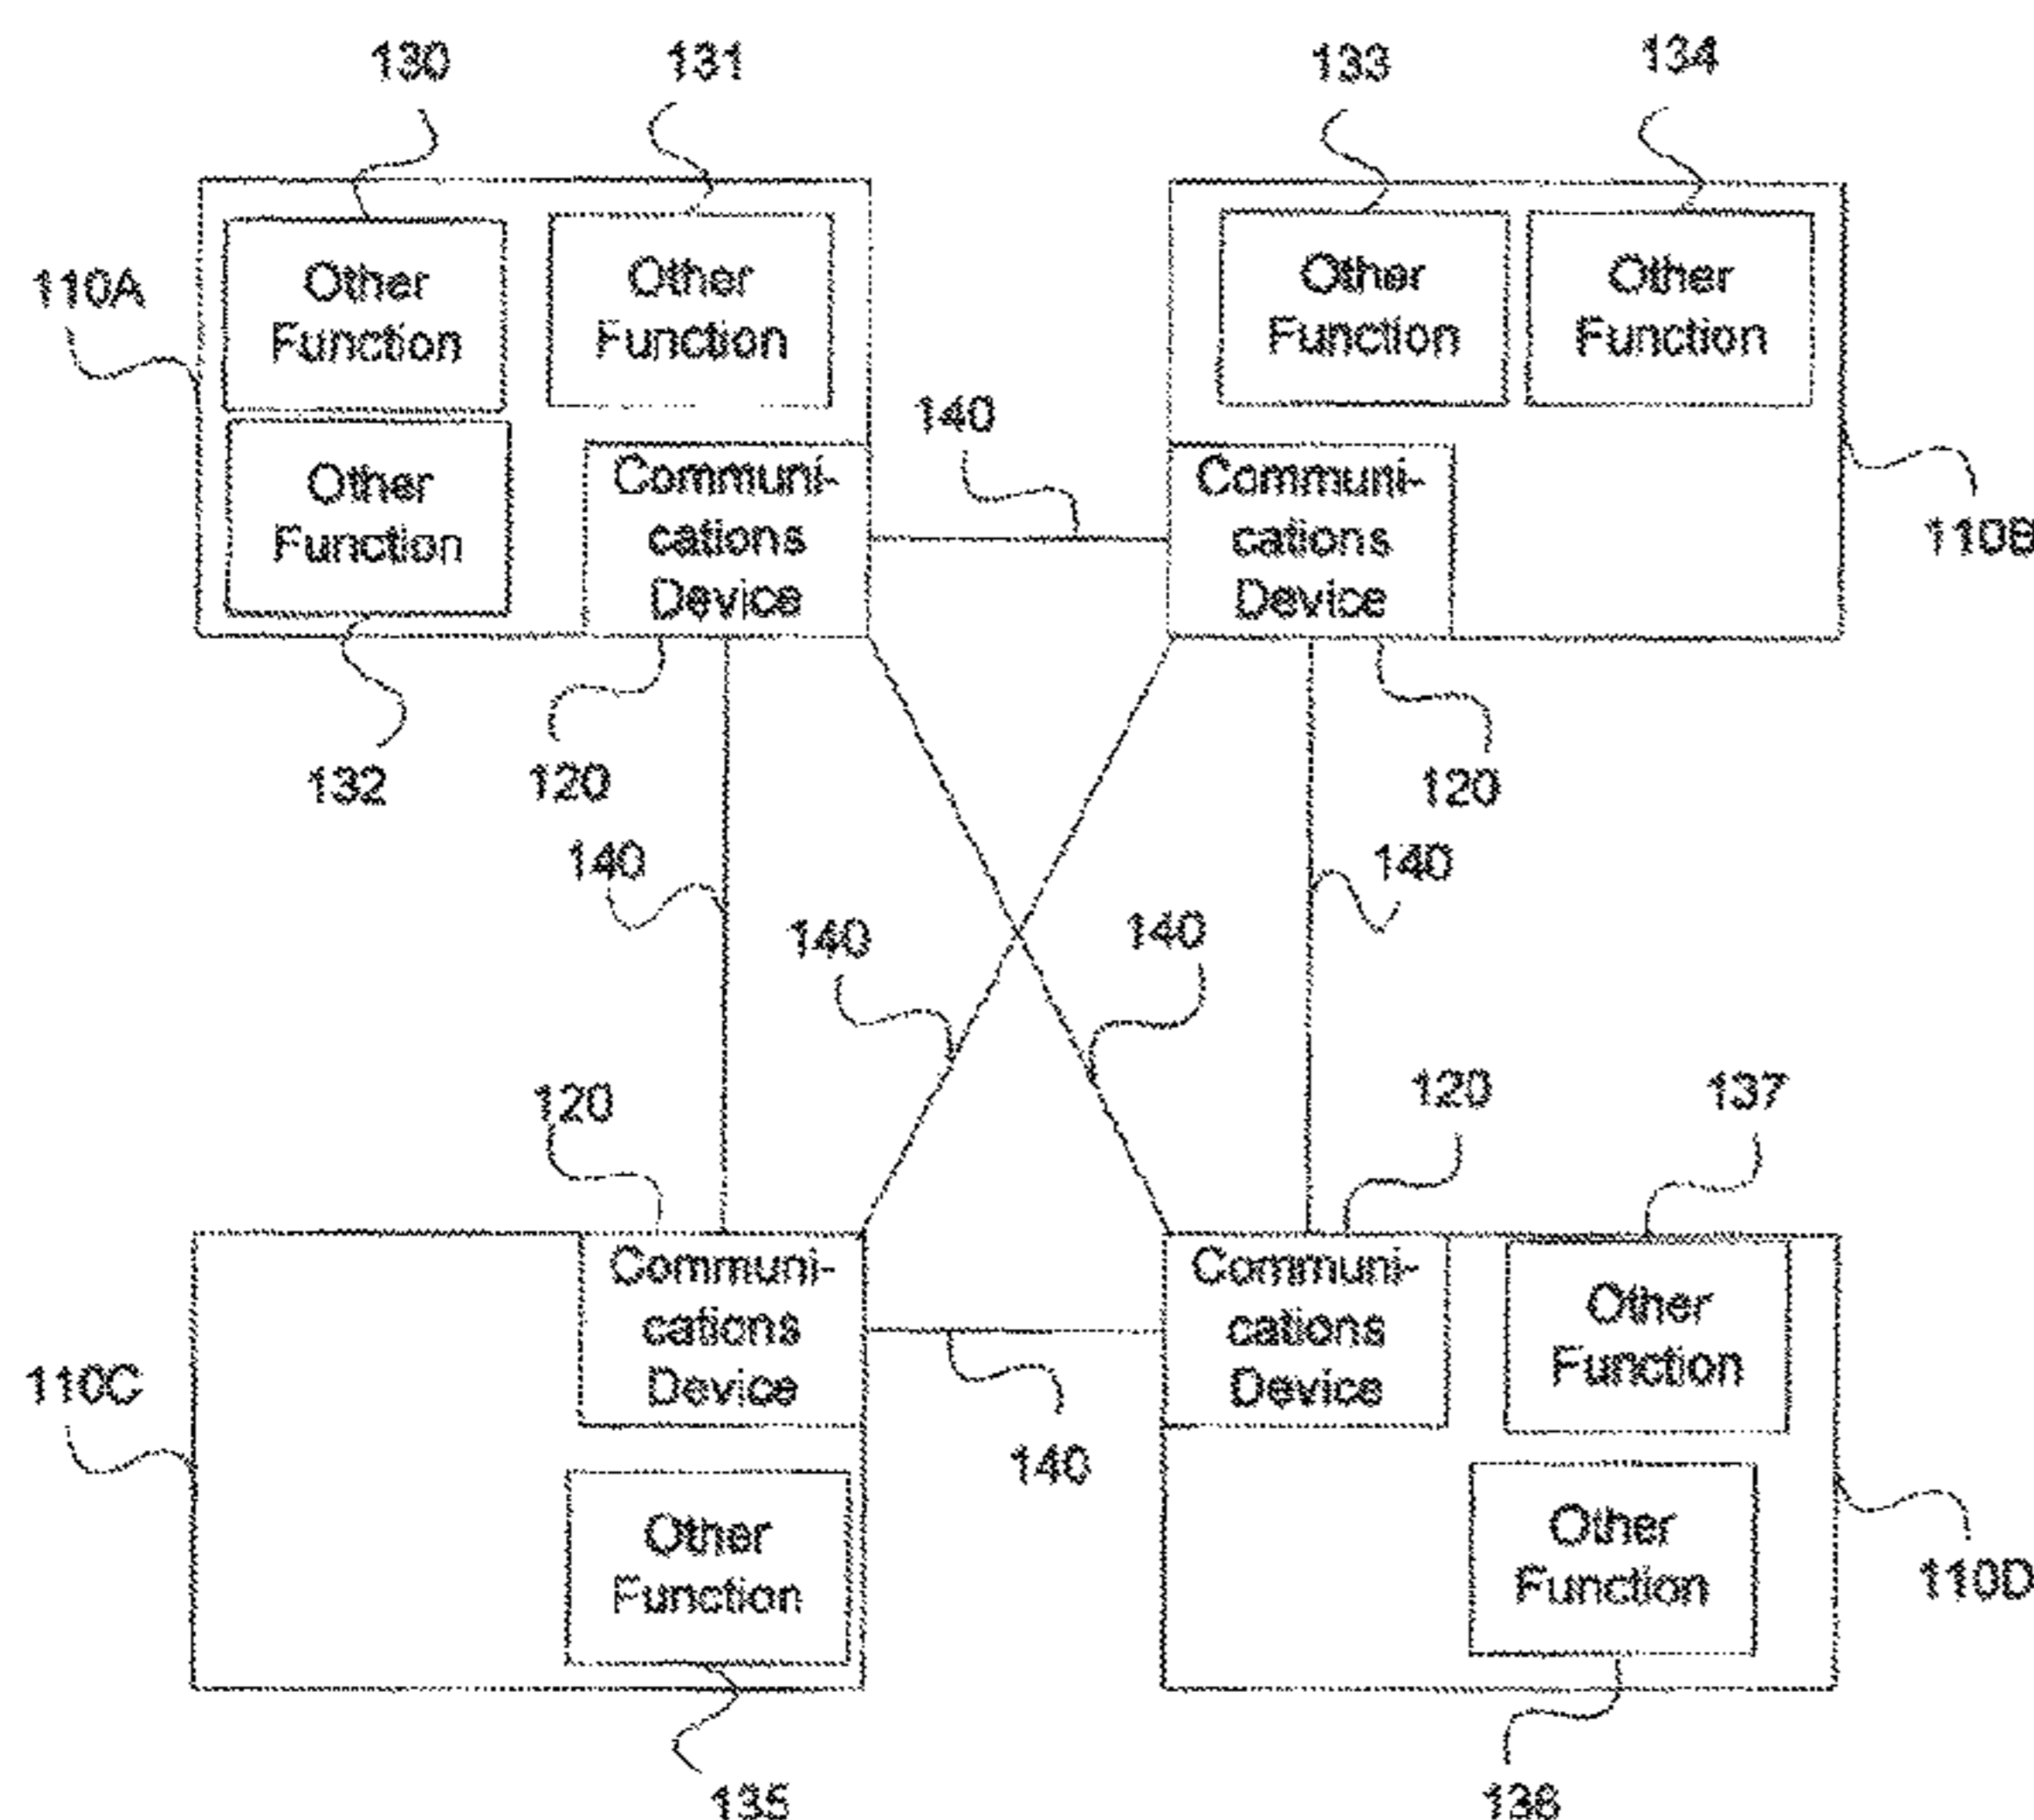 130
131
133
134
110A
Other
Function
Other
Function
Other
Function
Other
Function
140
Other
Function
Communi-
cations
Device
Communi-
cations
Device
110B
132
120
120
140
140
140
140
120
120
137
Communi-
cations
Device
Communi-
cations
Device
Other
Function
110C
140
Other
Function
Other
Function
110D
135
136